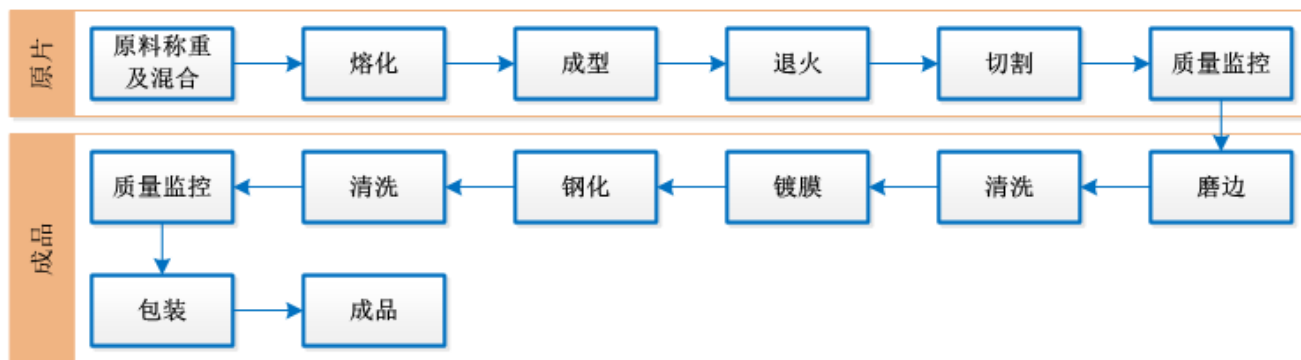 原片
原料称重
及混合
熔化
成型
退火
切割
质量监控
成品
质量监控
清洗
钢化
镀膜
清洗
磨边
包装
成品